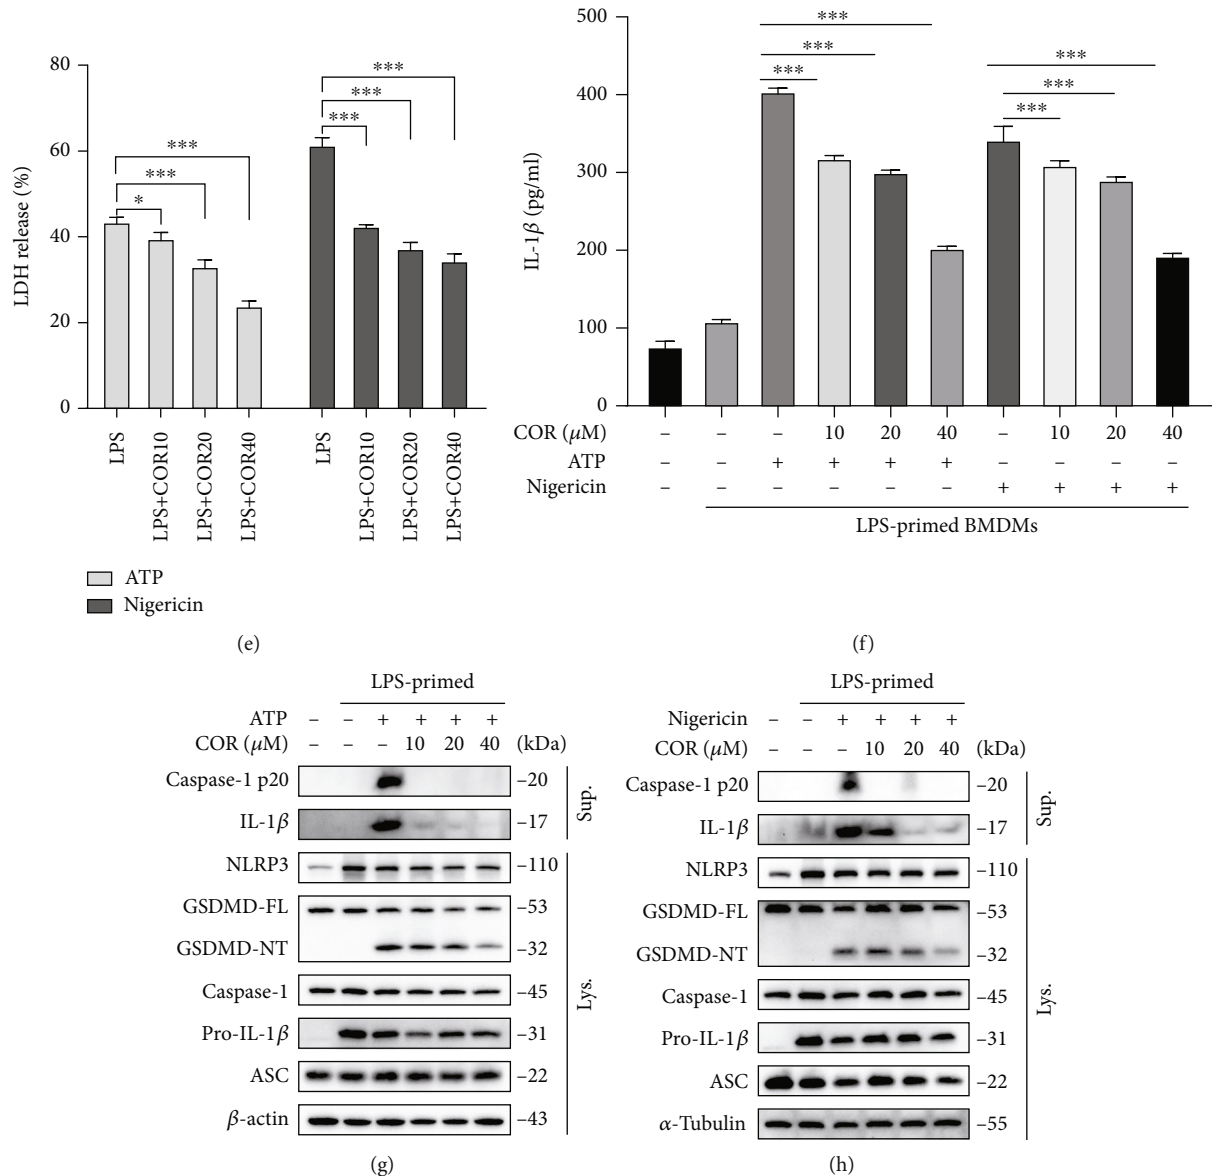 80
60
40
20
0
LDH release (%)
***
***
*
***
***
***
LPS
LPS+COR10
LPS+COR20
LPS+COR40
LPS
LPS+COR10
LPS+COR20
LPS+COR40
ATP
Nigericin
(e)
500
400
300
200
100
0
IL-1β (pg/ml)
***
***
***
***
***
***
COR (μM) – – – 10 20 40 – 10 20 40
ATP – – + + + + – – – –
Nigericin – – – – – – + + + +
LPS-primed BMDMs
(f)
LPS-primed
ATP – – + + + +
COR (μM) – – – 10 20 40 (kDa)
Caspase-1 p20 –20
IL-1β –17
Sup.
NLRP3 –110
GSDMD-FL –53
GSDMD-NT –32
Caspase-1 –45
Pro-IL-1β –31
ASC –22
β-actin –43
Lys.
(g)
LPS-primed
Nigericin – – + + + +
COR (μM) – – – 10 20 40 (kDa)
Caspase-1 p20 –20
IL-1β –17
Sup.
NLRP3 –110
GSDMD-FL –53
GSDMD-NT –32
Caspase-1 –45
Pro-IL-1β –31
ASC –22
α-Tubulin –55
Lys.
(h)